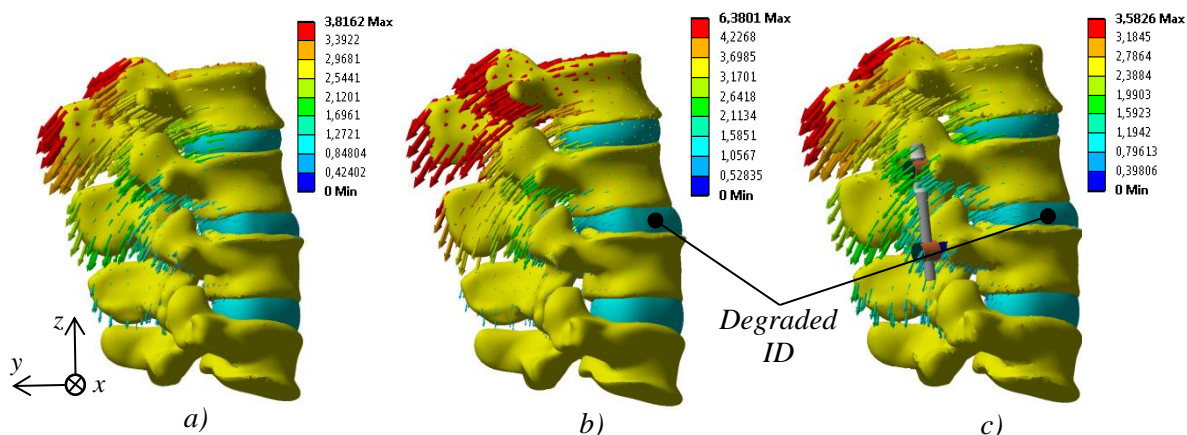 3,8162 Max
3,3922
2,9681
2,5441
2,1201
1,6961
1,2721
0,84804
0,42402
0 Min
6,3801 Max
4,2268
3,6985
3,1701
2,6418
2,1134
1,5851
1,0567
0,52835
0 Min
3,5826 Max
3,1845
2,7864
2,3884
1,9903
1,5923
1,1942
0,79613
0,39806
0 Min
Degraded
ID
z
y
x
a)
b)
c)